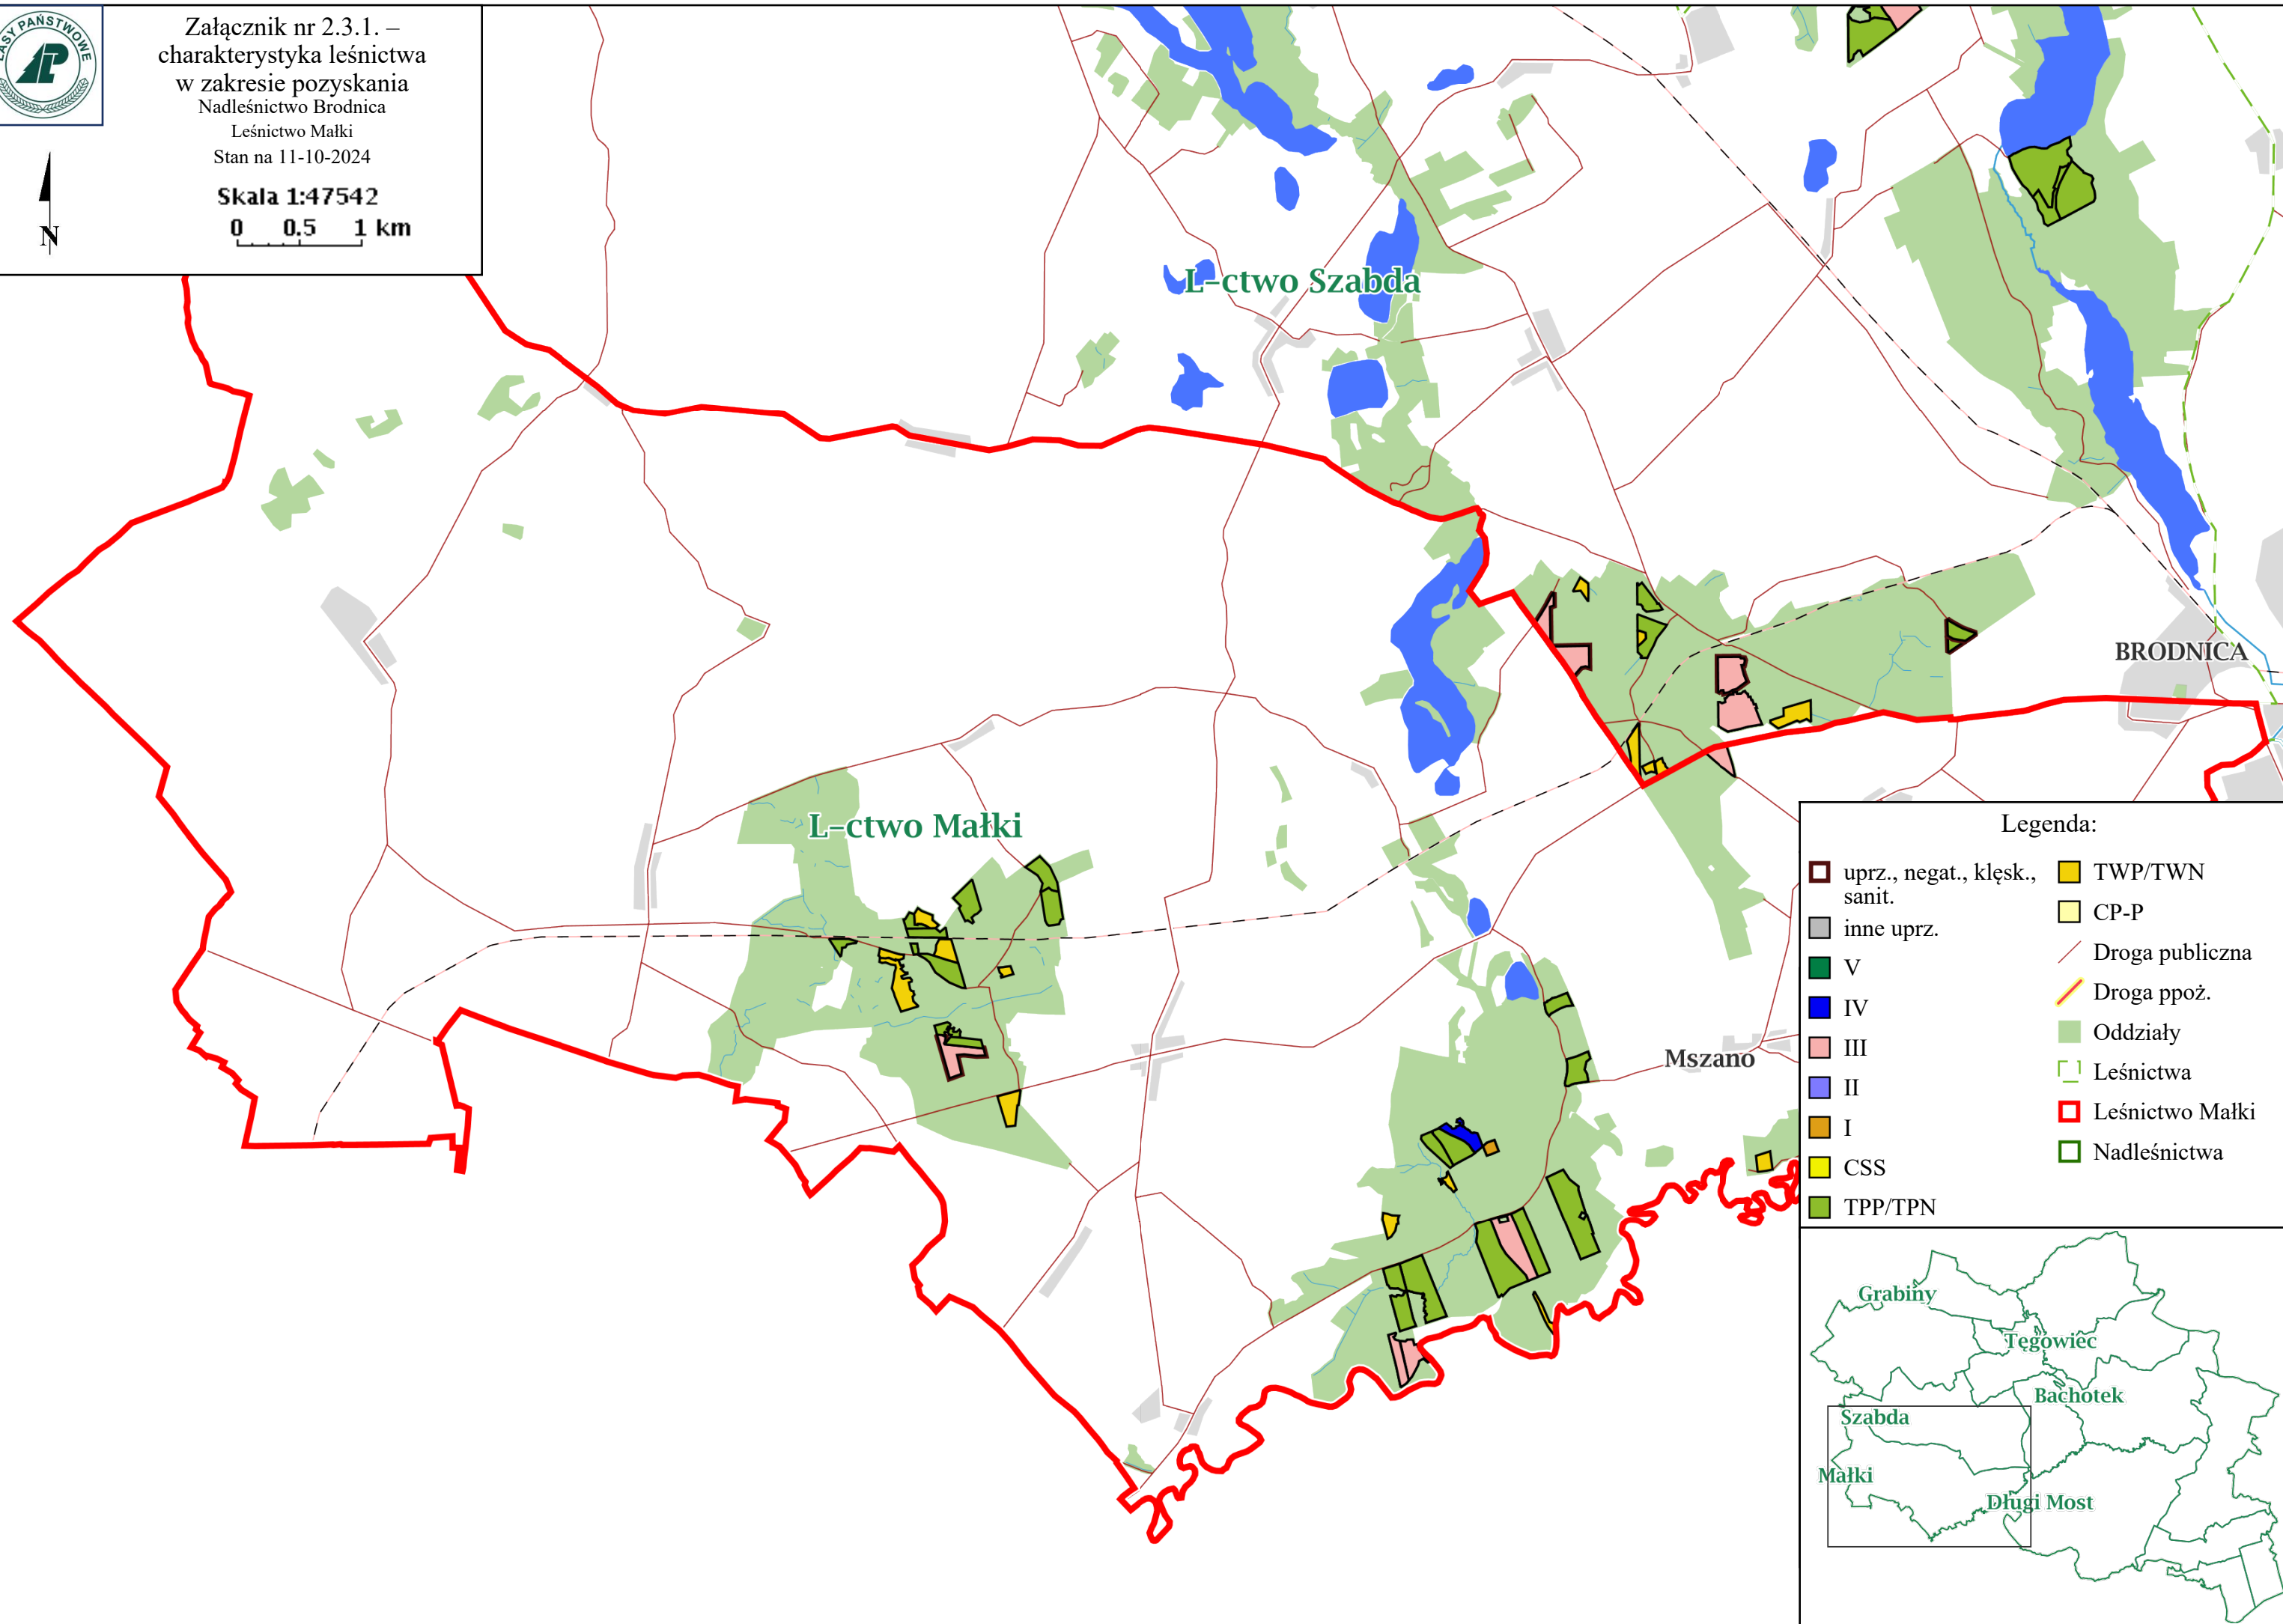 LASY PAŃSTWOWE
Załącznik nr 2.3.1. –
charakterystyka leśnictwa
w zakresie pozyskania
Nadleśnictwo Brodnica
Leśnictwo Małki
Stan na 11-10-2024
Skala 1:47542
0 0.5 1 km
N
L-ctwo Szabda
BRODNICA
L-ctwo Małki
Mszano
Legenda:
uprz., negat., klęsk.,
sanit.
inne uprz.
V
IV
III
II
I
CSS
TPP/TPN
TWP/TWN
CP-P
Droga publiczna
Droga ppoż.
Oddziały
Leśnictwa
Leśnictwo Małki
Nadleśnictwa
Grabiny
Tęgowiec
Bachotek
Szabda
Małki
Długi Most